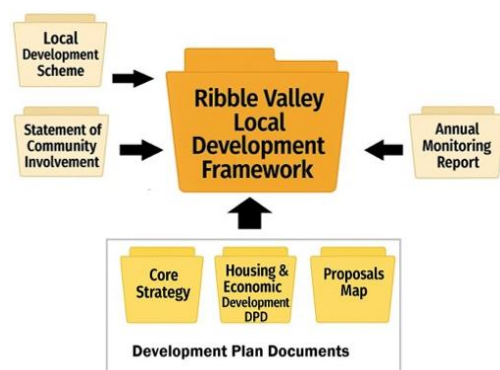 Local
Development
Scheme
Statement of
Community
Involvement
Ribble Valley
Local
Development
Framework
Annual
Monitoring
Report
Core
Strategy
Housing &
Economic
Development
DPD
Proposals
Map
Development Plan Documents